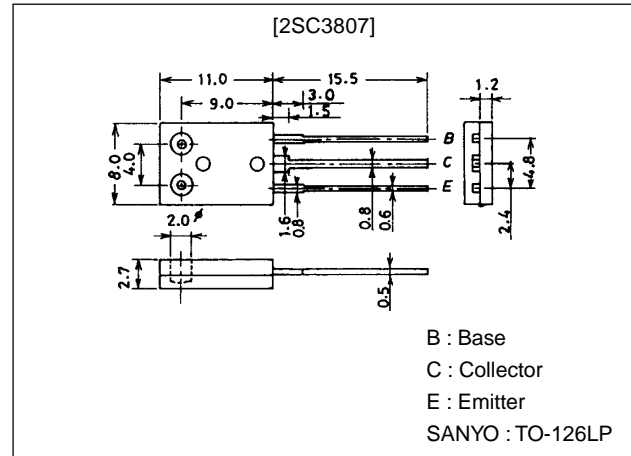 [2SC3807]
11.0
15.5
1.2
9.0
3.0
1.5
8.0
4.0
B
C
E
4.8
2.4
2.0
1.6
0.8
0.8
0.6
2.7
0.5
B : Base
C : Collector
E : Emitter
SANYO : TO-126LP